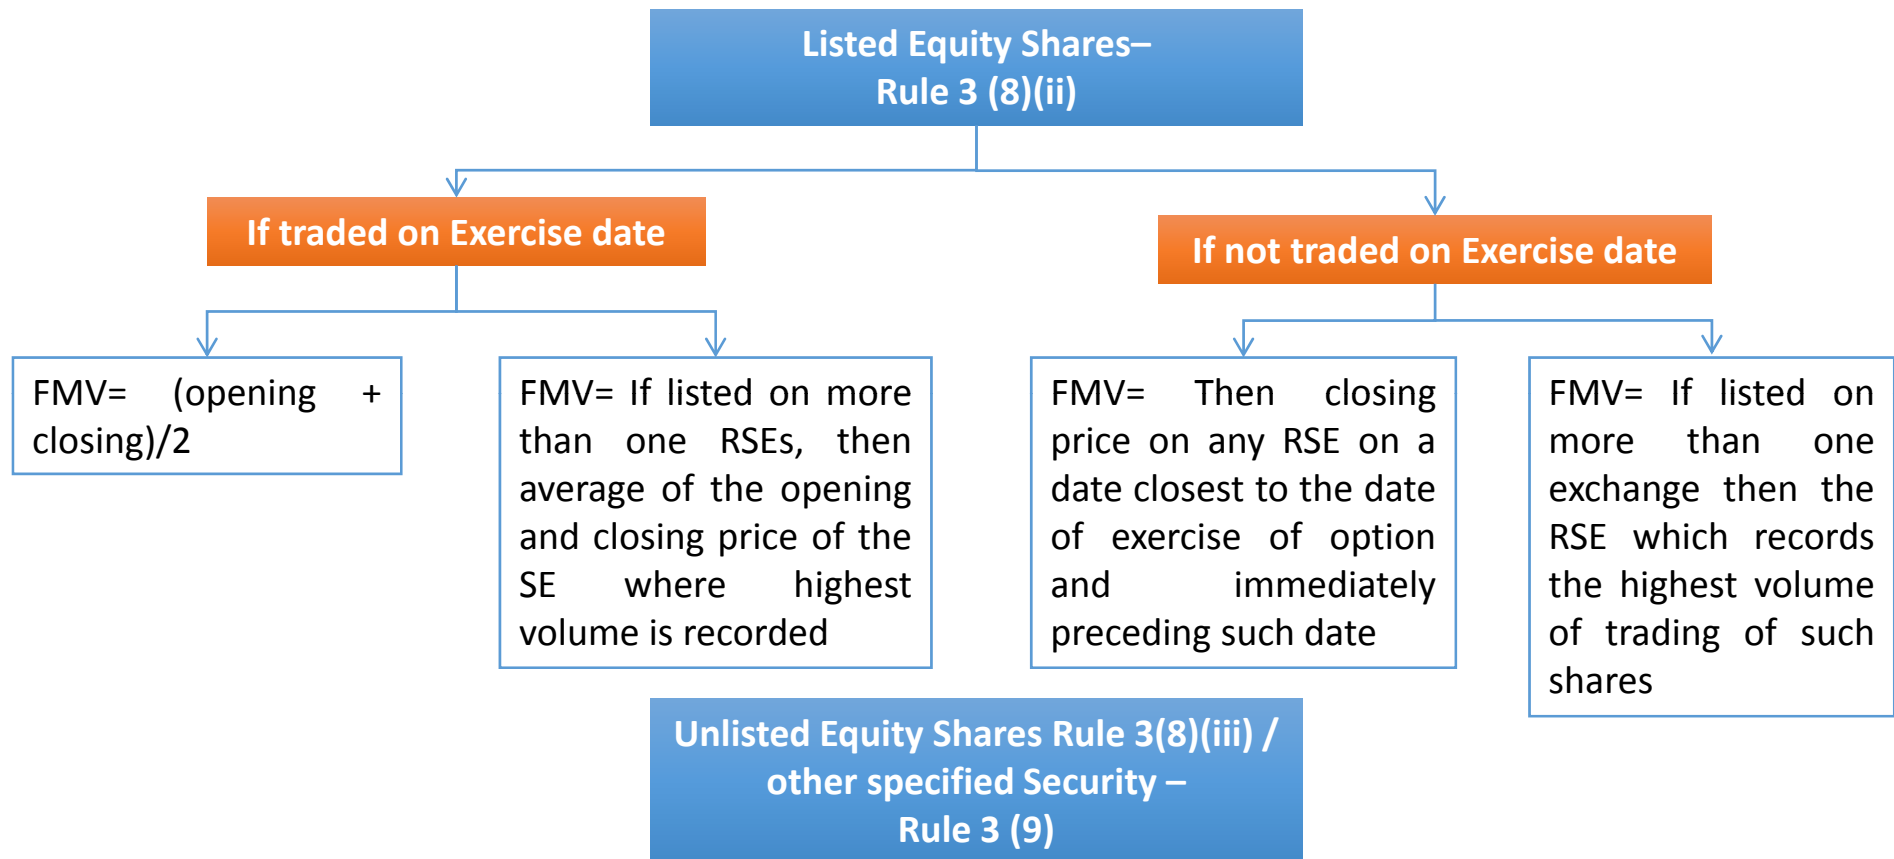 Listed Equity Shares–
Rule 3 (8)(ii)
If traded on Exercise date
If not traded on Exercise date
FMV= (opening +
closing)/2
FMV= If listed on more
than one RSEs, then
average of the opening
and closing price of the
SE where highest
volume is recorded
FMV= Then closing
price on any RSE on a
date closest to the date
of exercise of option
and immediately
preceding such date
FMV= If listed on
more than one
exchange then the
RSE which records
the highest volume
of trading of such
shares
Unlisted Equity Shares Rule 3(8)(iii) /
other specified Security –
Rule 3 (9)